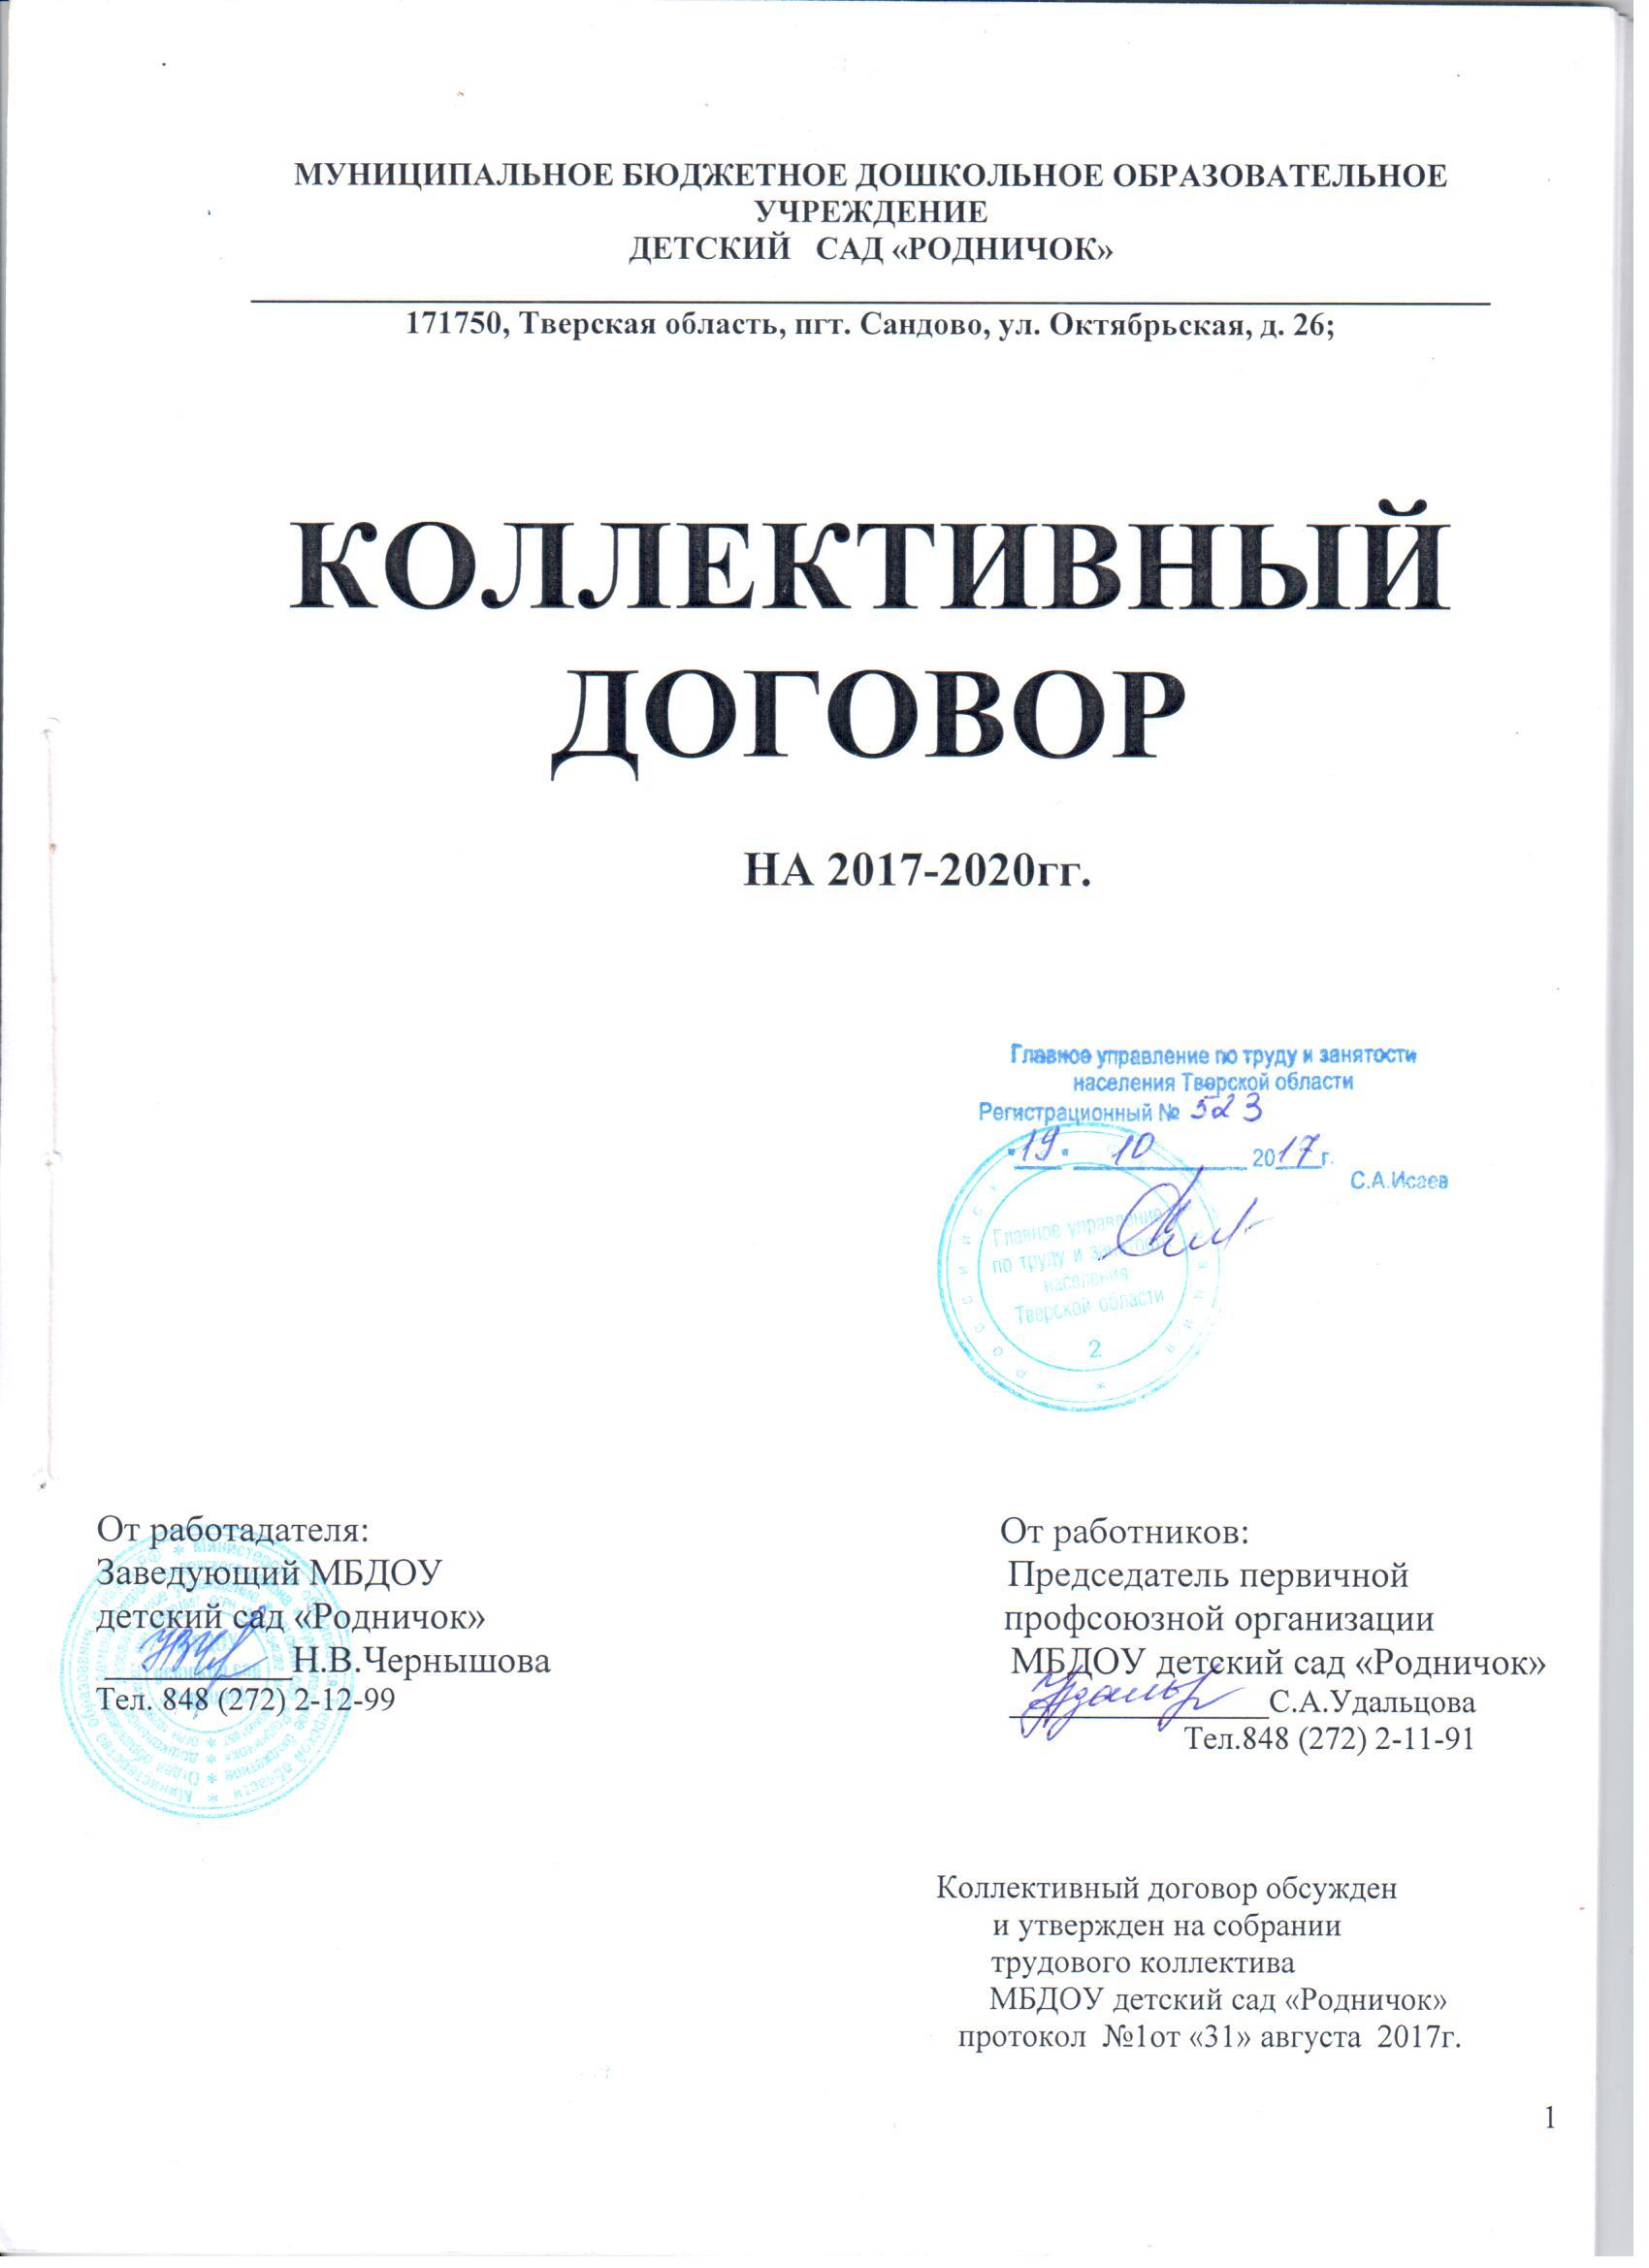 МУНИЦИПАЛЬНОЕ БЮДЖЕТНОЕ ДОШКОЛЬНОЕ ОБРАЗОВАТЕЛЬНОЕ
УЧРЕЖДЕНИЕ
ДЕТСКИЙ САД «РОДНИЧОК»
171750, Тверская область, пгт. Сандово, ул. Октябрьская, д. 26;
КОЛЛЕКТИВНЫЙ
ДОГОВОР
НА 2017-2020гг.
Главное управление по труду и занятости
населения Тверской области
Регистрационный № 523
"19" 10 2017г.
С.А.Исаев
Главное управление
по труду и занятости
населения
Тверской области
2
От работадателя:
Заведующий МБДОУ
детский сад «Родничок»
Н.В.Чернышова
Тел. 848 (272) 2-12-99
От работников:
Председатель первичной
профсоюзной организации
МБДОУ детский сад «Родничок»
С.А.Удальцова
Тел.848 (272) 2-11-91
Коллективный договор обсужден
и утвержден на собрании
трудового коллектива
МБДОУ детский сад «Родничок»
протокол №1от «31» августа 2017г.
1